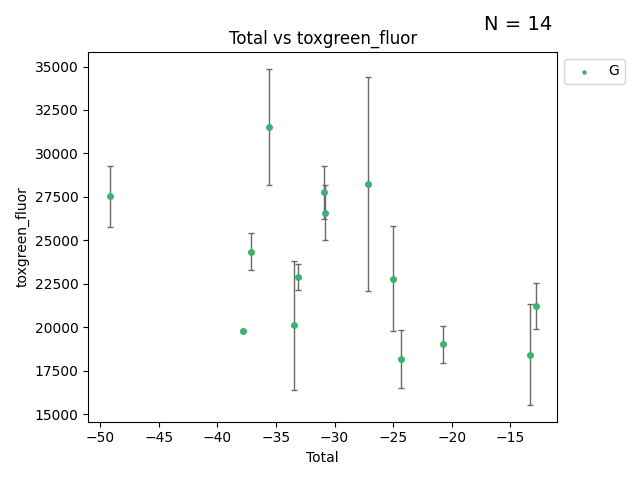 N = 14
Total vs toxgreen_fluor
G
35000
32500
30000
27500
25000
22500
20000
17500
15000
toxgreen_fluor
−50 −45 −40 −35 −30 −25 −20 −15
Total